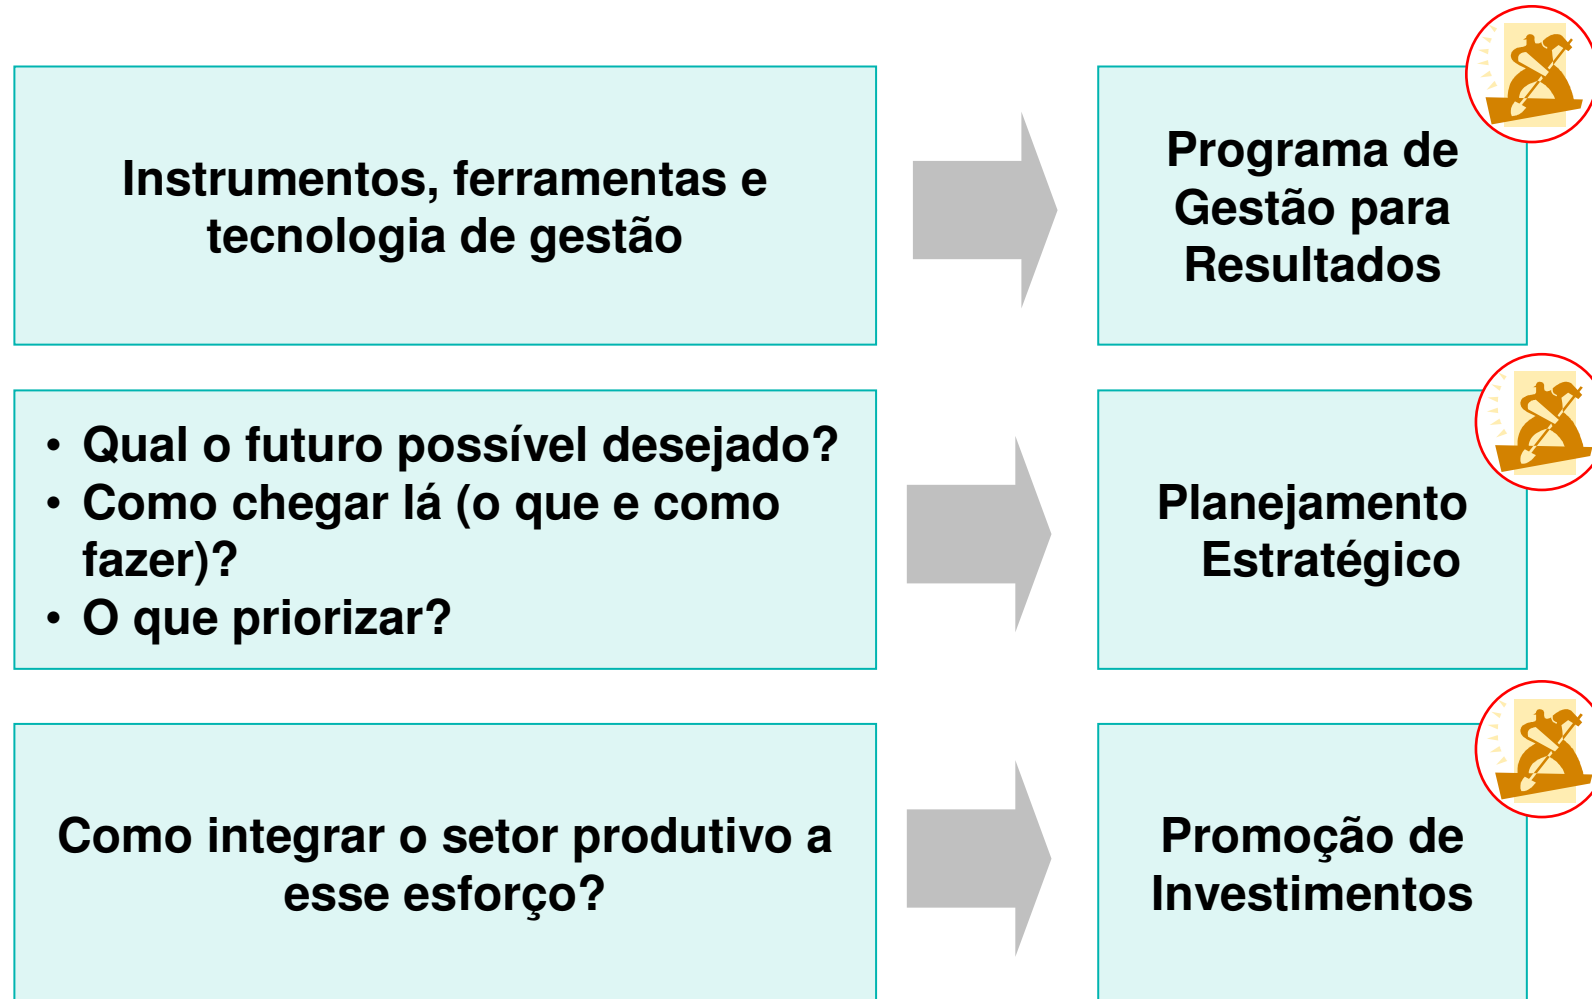 Instrumentos, ferramentas e
tecnologia de gestão
Programa de
Gestão para
Resultados
• Qual o futuro possível desejado?
• Como chegar lá (o que e como
fazer)?
• O que priorizar?
Planejamento
Estratégico
Como integrar o setor produtivo a
esse esforço?
Promoção de
Investimentos